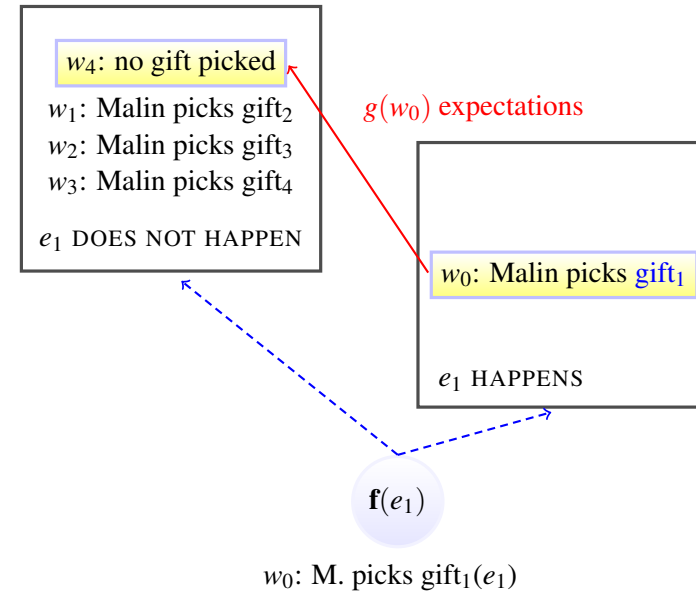 w₄: no gift picked
w₁: Malin picks gift₂
w₂: Malin picks gift₃
w₃: Malin picks gift₄
e₁ DOES NOT HAPPEN
g(w₀) expectations
w₀: Malin picks gift₁
e₁ HAPPENS
f(e₁)
w₀: M. picks gift₁(e₁)